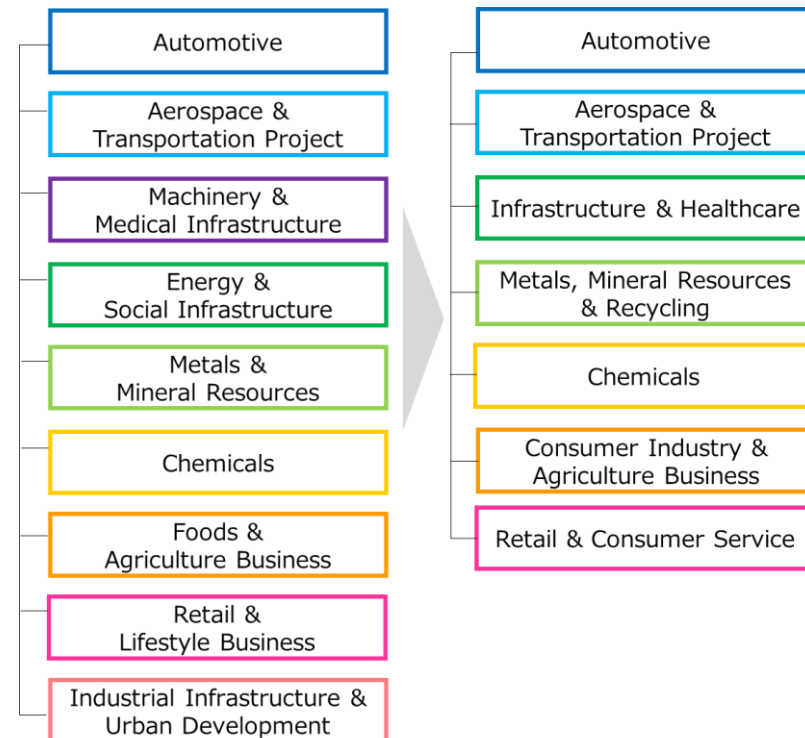 Automotive
Aerospace &
Transportation Project
Machinery &
Medical Infrastructure
Energy &
Social Infrastructure
Metals &
Mineral Resources
Chemicals
Foods &
Agriculture Business
Retail &
Lifestyle Business
Industrial Infrastructure &
Urban Development
Automotive
Aerospace &
Transportation Project
Infrastructure & Healthcare
Metals, Mineral Resources
& Recycling
Chemicals
Consumer Industry &
Agriculture Business
Retail & Consumer Service